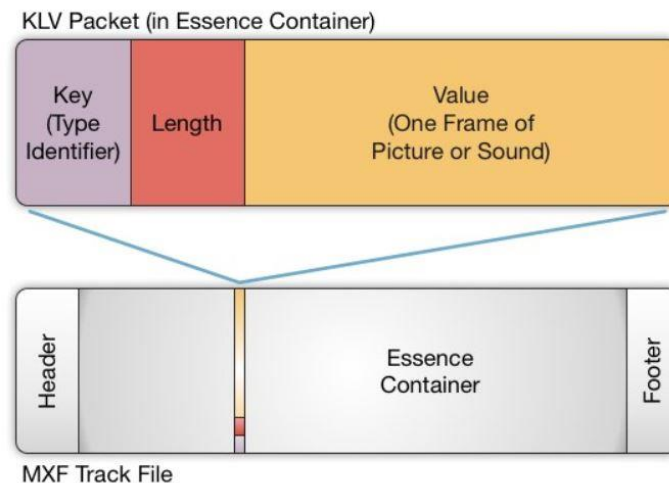 KLV Packet (in Essence Container)
Key
(Type
Identifier)
Length
Value
(One Frame of
Picture or Sound)
Header
Essence
Container
Footer
MXF Track File